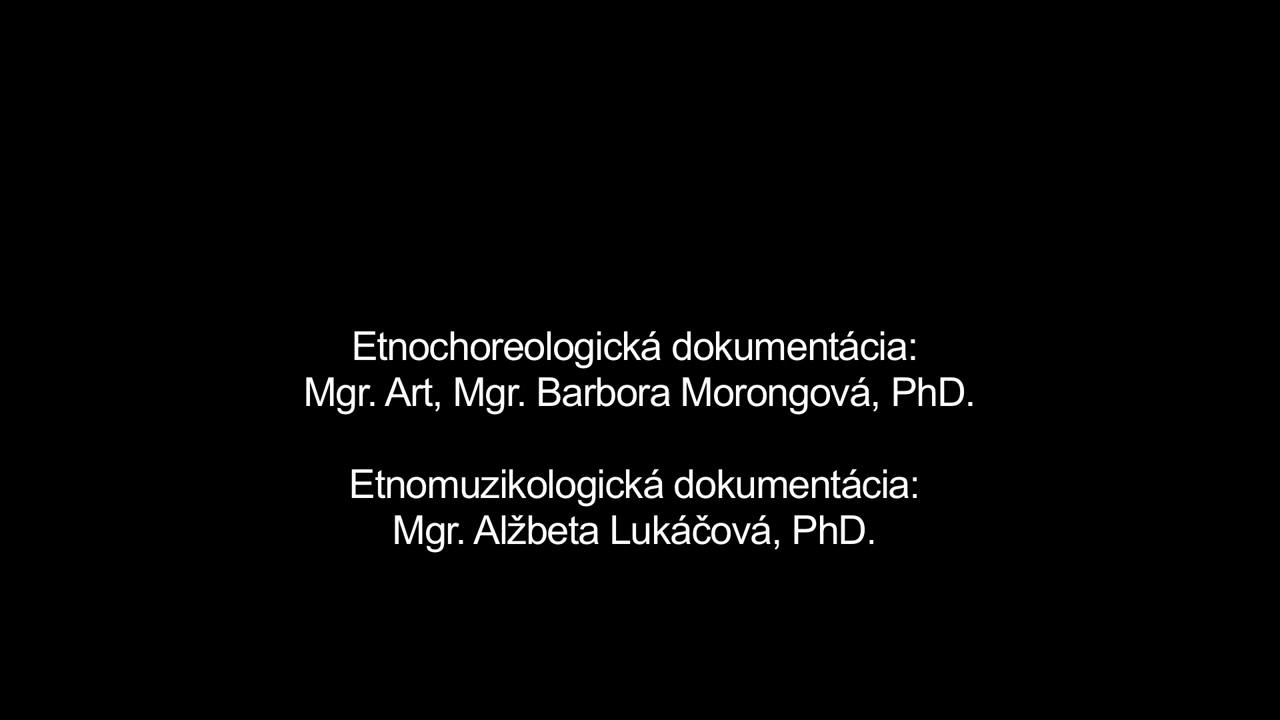 Etnochoreologická dokumentácia:
Mgr. Art, Mgr. Barbora Morongová, PhD.
Etnomuzikologická dokumentácia:
Mgr. Alžbeta Lukáčová, PhD.